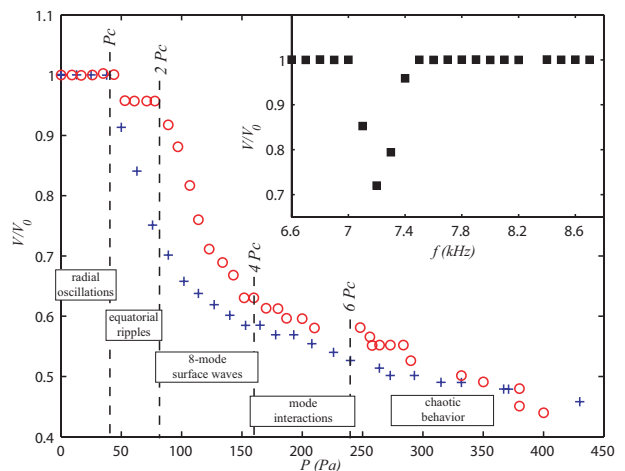 1.1
1
0.9
0.8
0.7
0.6
0.5
0.4
V/V0
0 50 100 150 200 250 300 350 400 450
P (Pa)
Pc
2 Pc
4 Pc
6 Pc
radial
oscillations
equatorial
ripples
8-mode
surface waves
mode
interactions
chaotic
behavior
1
0.9
0.8
0.7
V/V0
6.6 7 7.4 7.8 8.2 8.6
f (kHz)